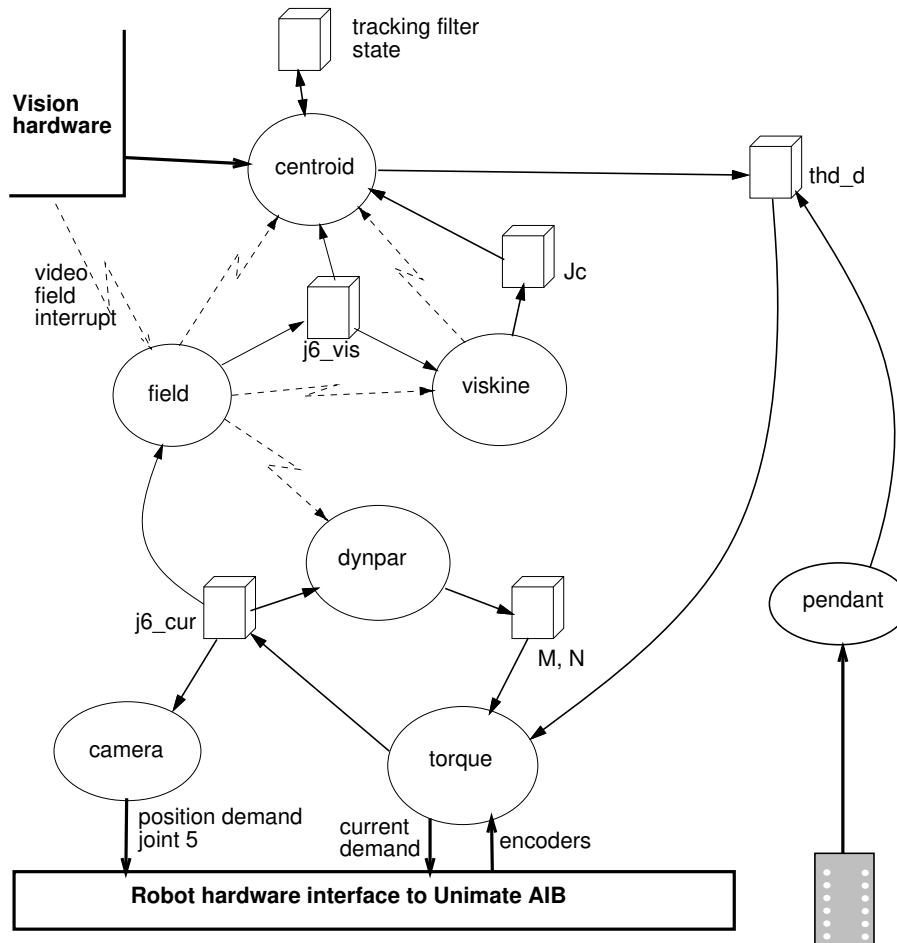 tracking filter
state
Vision
hardware
centroid
thd_d
video
field
interrupt
Jc
j6_vis
field
viskine
dynpar
pendant
j6_cur
M, N
camera
torque
position demand
joint 5
current
demand
encoders
Robot hardware interface to Unimate AIB